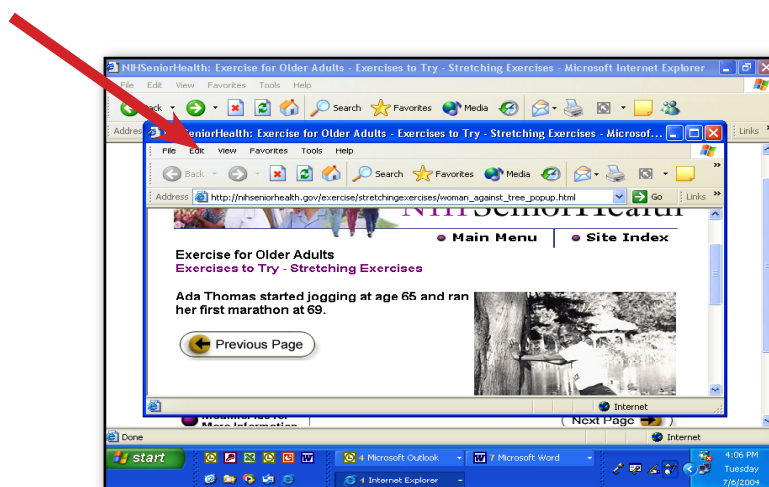 NIHSeniorHealth: Exercise for Older Adults - Exercises to Try - Stretching Exercises - Microsoft Internet Explorer
File Edit View Favorites Tools Help
Search Favorites Media
Links
SeniorHealth: Exercise for Older Adults - Exercises to Try - Stretching Exercises - Microsof...
File Edit View Favorites Tools Help
Back Search Favorites Media
Address http://nihseniorhealth.gov/exercise/stretchingexercises/woman_against_tree_popup.html Go Links
NIHSeniorHealth
Main Menu Site Index
Exercise for Older Adults
Exercises to Try - Stretching Exercises
Ada Thomas started jogging at age 65 and ran
her first marathon at 69.
Previous Page
Internet
More Information
Next Page
Done Internet
start 4 Microsoft Outlook 7 Microsoft Word 4:06 PM
Tuesday
4 Internet Explorer 7/6/2004